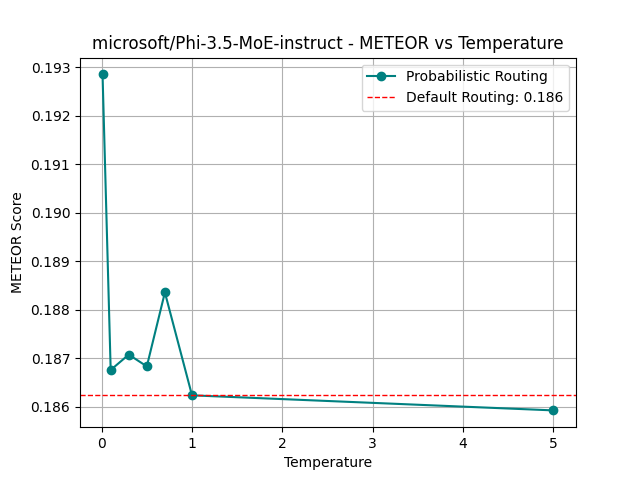 microsoft/Phi-3.5-MoE-instruct - METEOR vs Temperature
Probabilistic Routing
Default Routing: 0.186
METEOR Score
0.193
0.192
0.191
0.190
0.189
0.188
0.187
0.186
0 1 2 3 4 5
Temperature